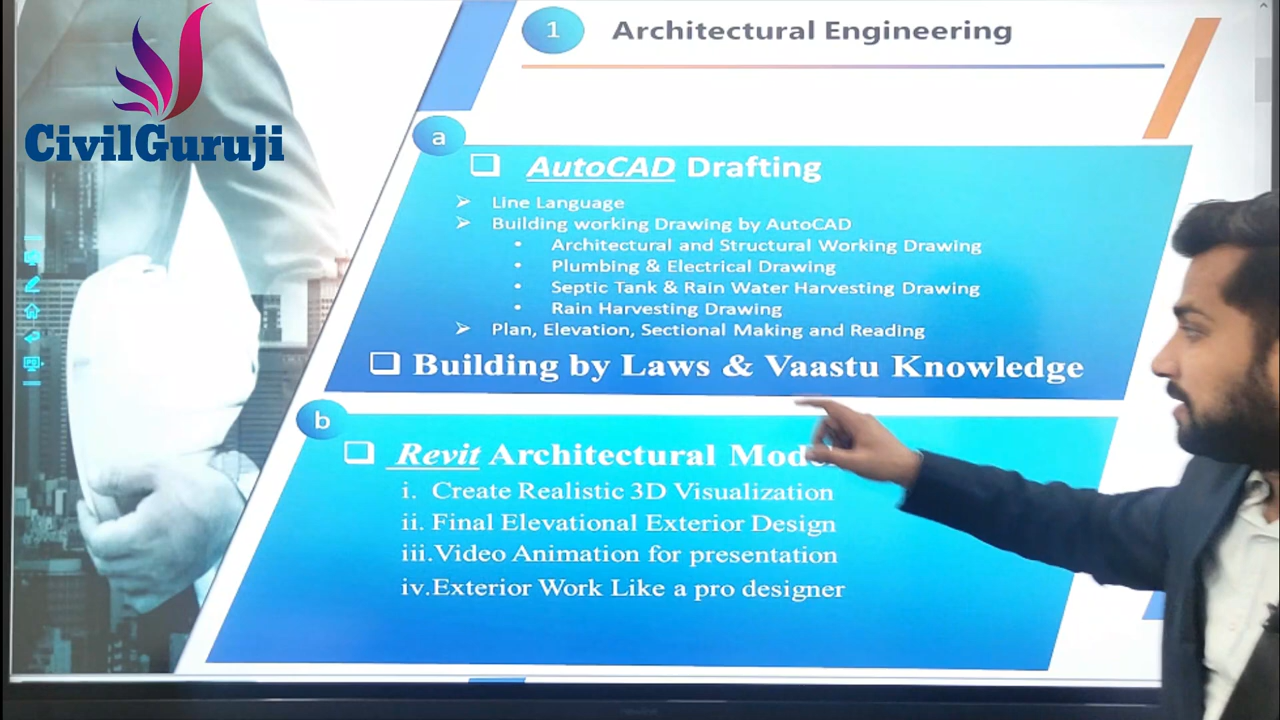 CivilGuruji
1 Architectural Engineering
a
❑ AutoCAD Drafting
➢ Line Language
➢ Building working Drawing by AutoCAD
• Architectural and Structural Working Drawing
• Plumbing & Electrical Drawing
• Septic Tank & Rain Water Harvesting Drawing
• Rain Harvesting Drawing
➢ Plan, Elevation, Sectional Making and Reading
❑ Building by Laws & Vaastu Knowledge
b
❑ Revit Architectural Model
i. Create Realistic 3D Visualization
ii. Final Elevational Exterior Design
iii.Video Animation for presentation
iv.Exterior Work Like a pro designer